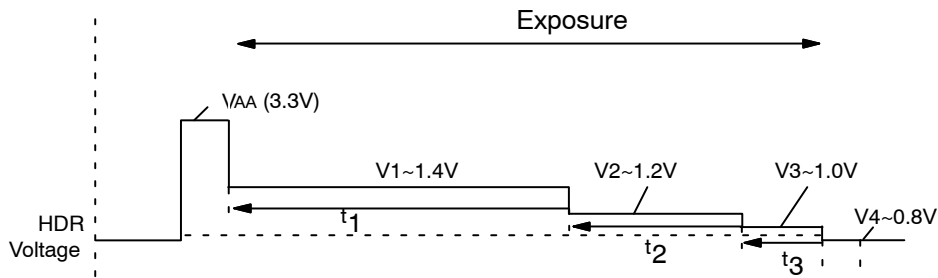 Exposure
VAA (3.3V)
V1~1.4V
V2~1.2V
V3~1.0V
V4~0.8V
HDR
Voltage
t1
t2
t3